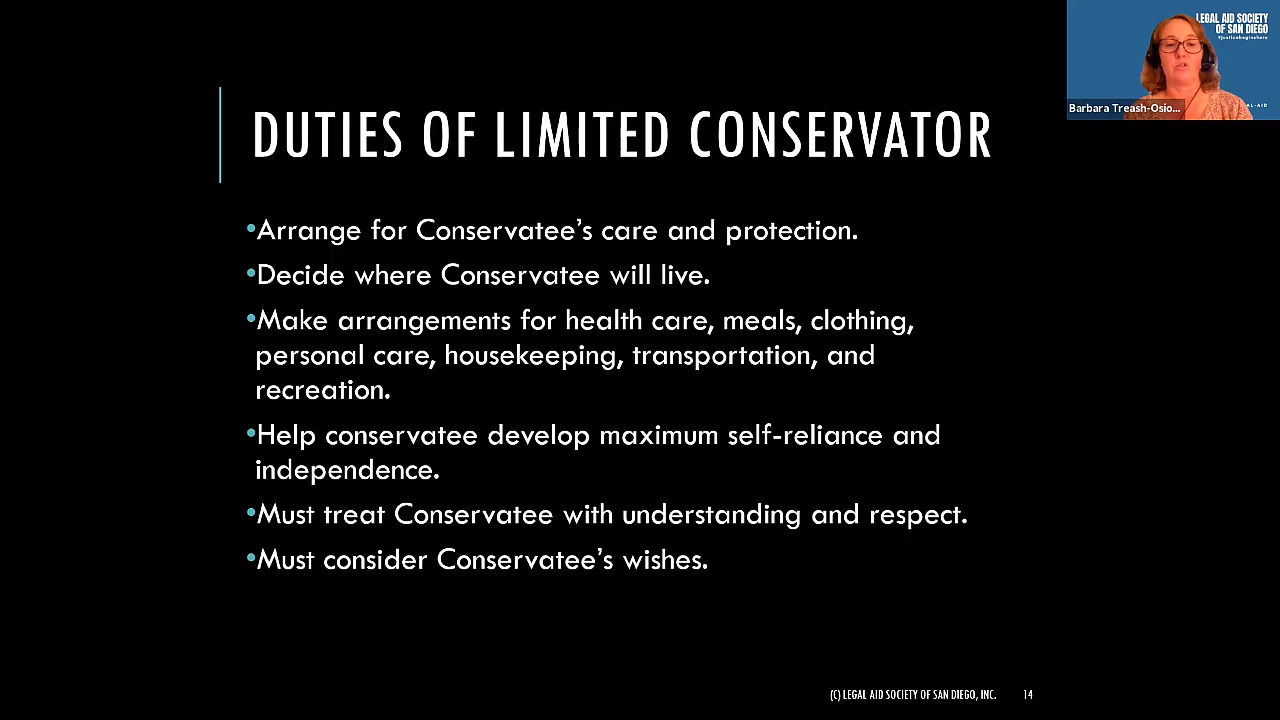 LEGAL AID SOCIETY
OF SAN DIEGO
#justicebeginshere
Barbara Treash-Osio...
AL-AID
DUTIES OF LIMITED CONSERVATOR
•Arrange for Conservatee’s care and protection.
•Decide where Conservatee will live.
•Make arrangements for health care, meals, clothing,
personal care, housekeeping, transportation, and
recreation.
•Help conservatee develop maximum self-reliance and
independence.
•Must treat Conservatee with understanding and respect.
•Must consider Conservatee’s wishes.
(C) LEGAL AID SOCIETY OF SAN DIEGO, INC.
14